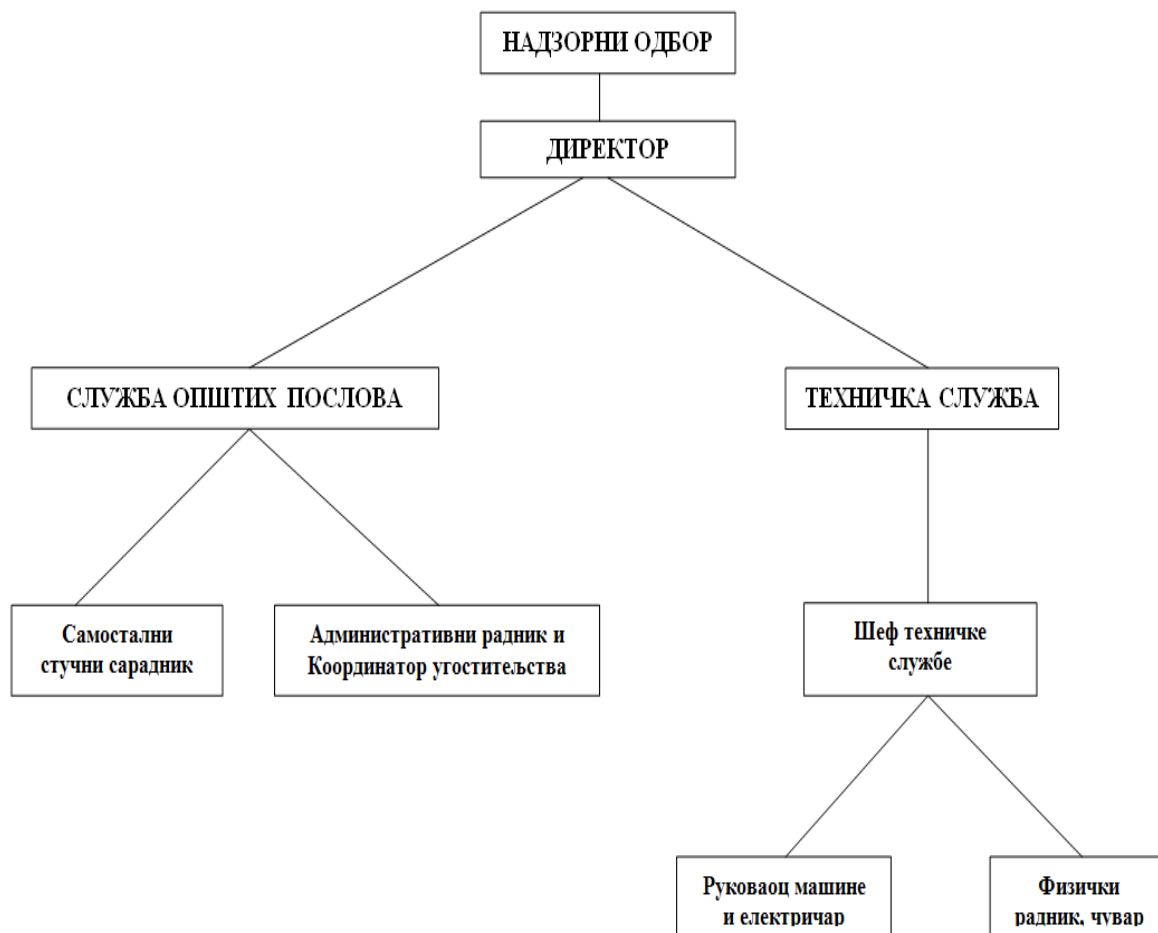 НАДЗОРНИ ОДБОР
ДИРЕКТОР
СЛУЖБА ОПШТИХ ПОСЛОВА
ТЕХНИЧКА СЛУЖБА
Самостални
стучни сарадник
Административни радник и
Координатор угоститељства
Шеф техничке
службе
Руковаоц машине
и електричар
Физички
радник, чувар